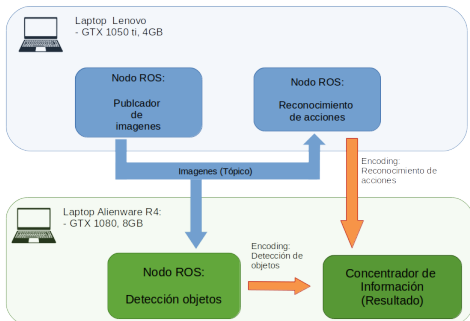 Laptop Lenovo
- GTX 1050 ti, 4GB
Nodo ROS:
Publcador
de
imagenes
Nodo ROS:
Reconocimiento
de acciones
Imagenes (Tópico)
Encoding:
Reconocimiento de
acciones
Laptop Alienware R4:
- GTX 1080, 8GB
Nodo ROS:
Detección objetos
Encoding:
Detección de
objetos
Concentrador de
Información
(Resultado)